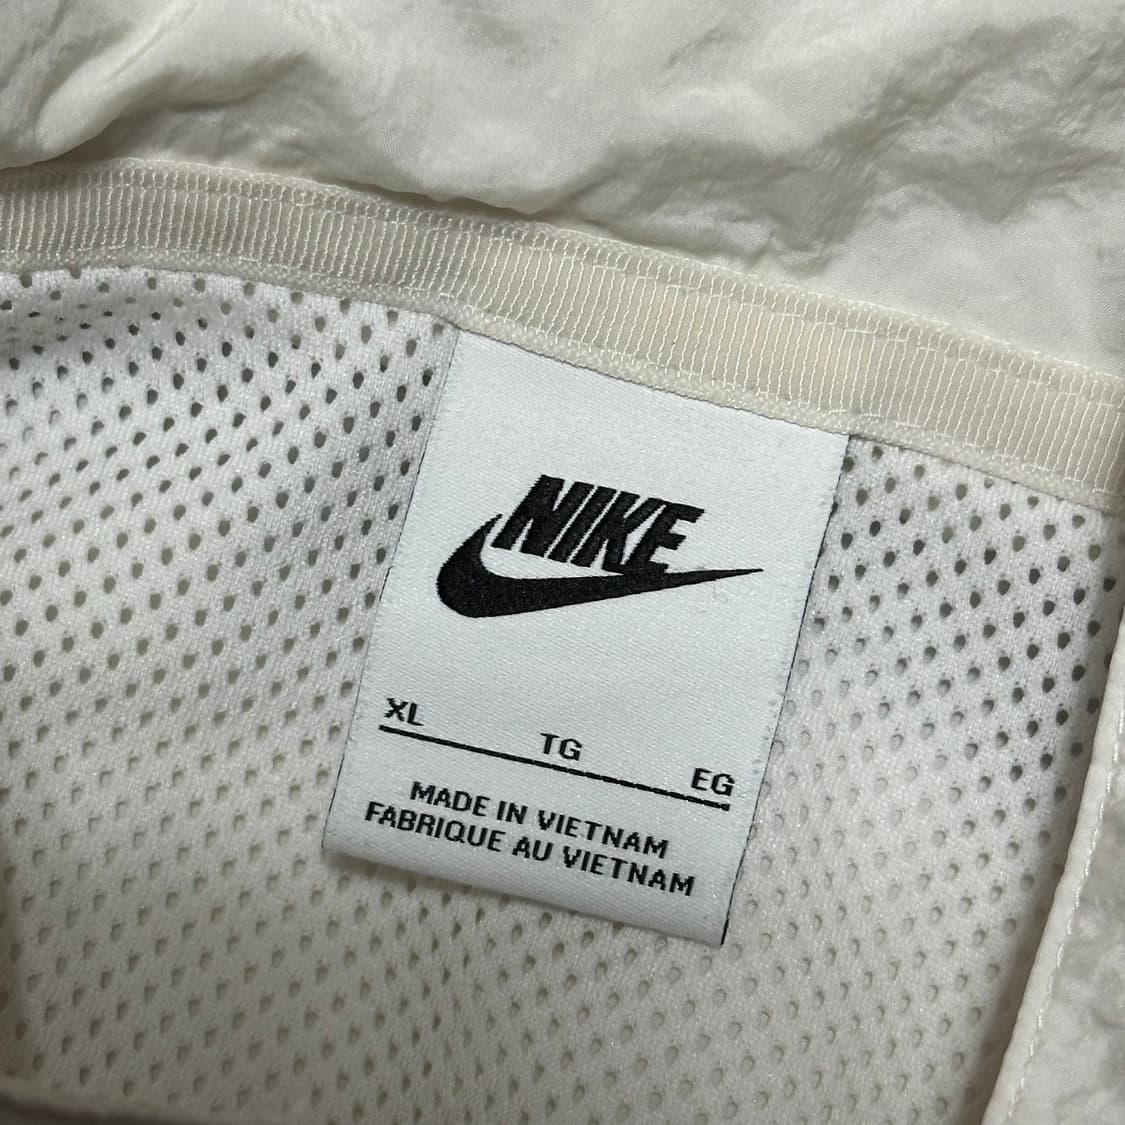 NIKE
XL TG EG
MADE IN VIETNAM
FABRIQUE AU VIETNAM